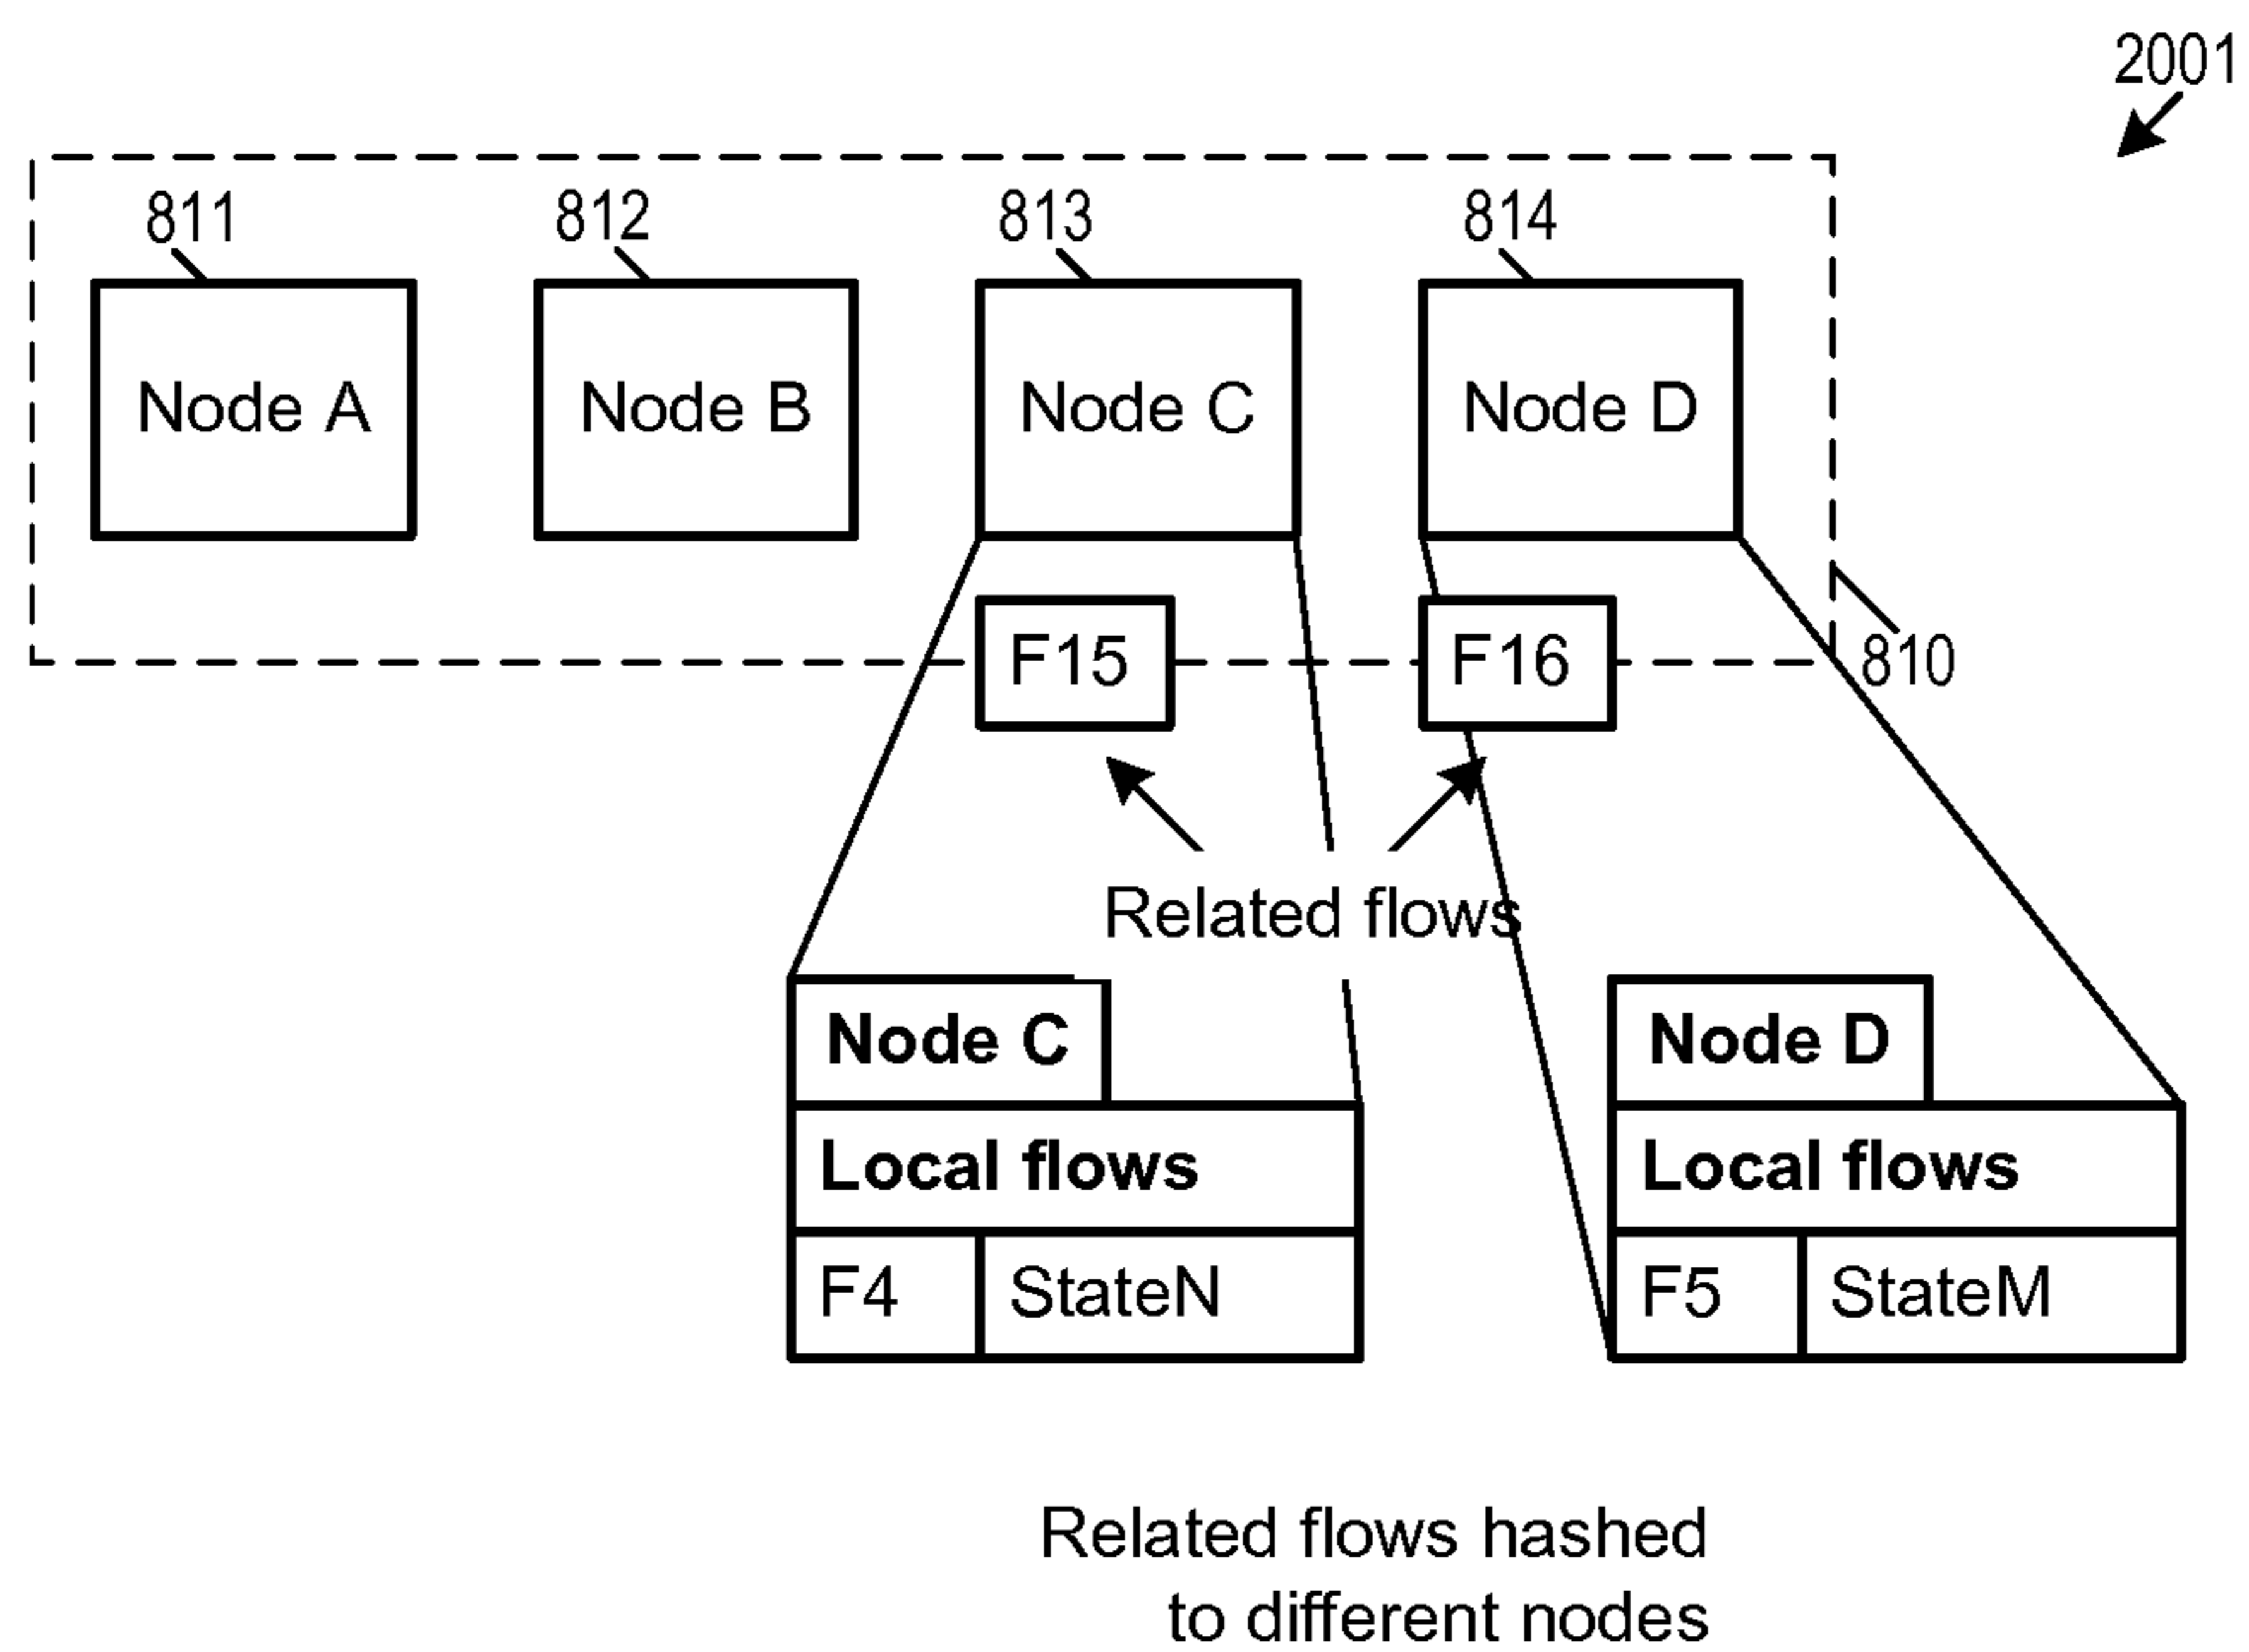 2001
811 812 813 814
Node A Node B Node C Node D
F15 F16 810
Related flows
Node C Node D
Local flows Local flows
F4 StateN F5 StateM
Related flows hashed
to different nodes